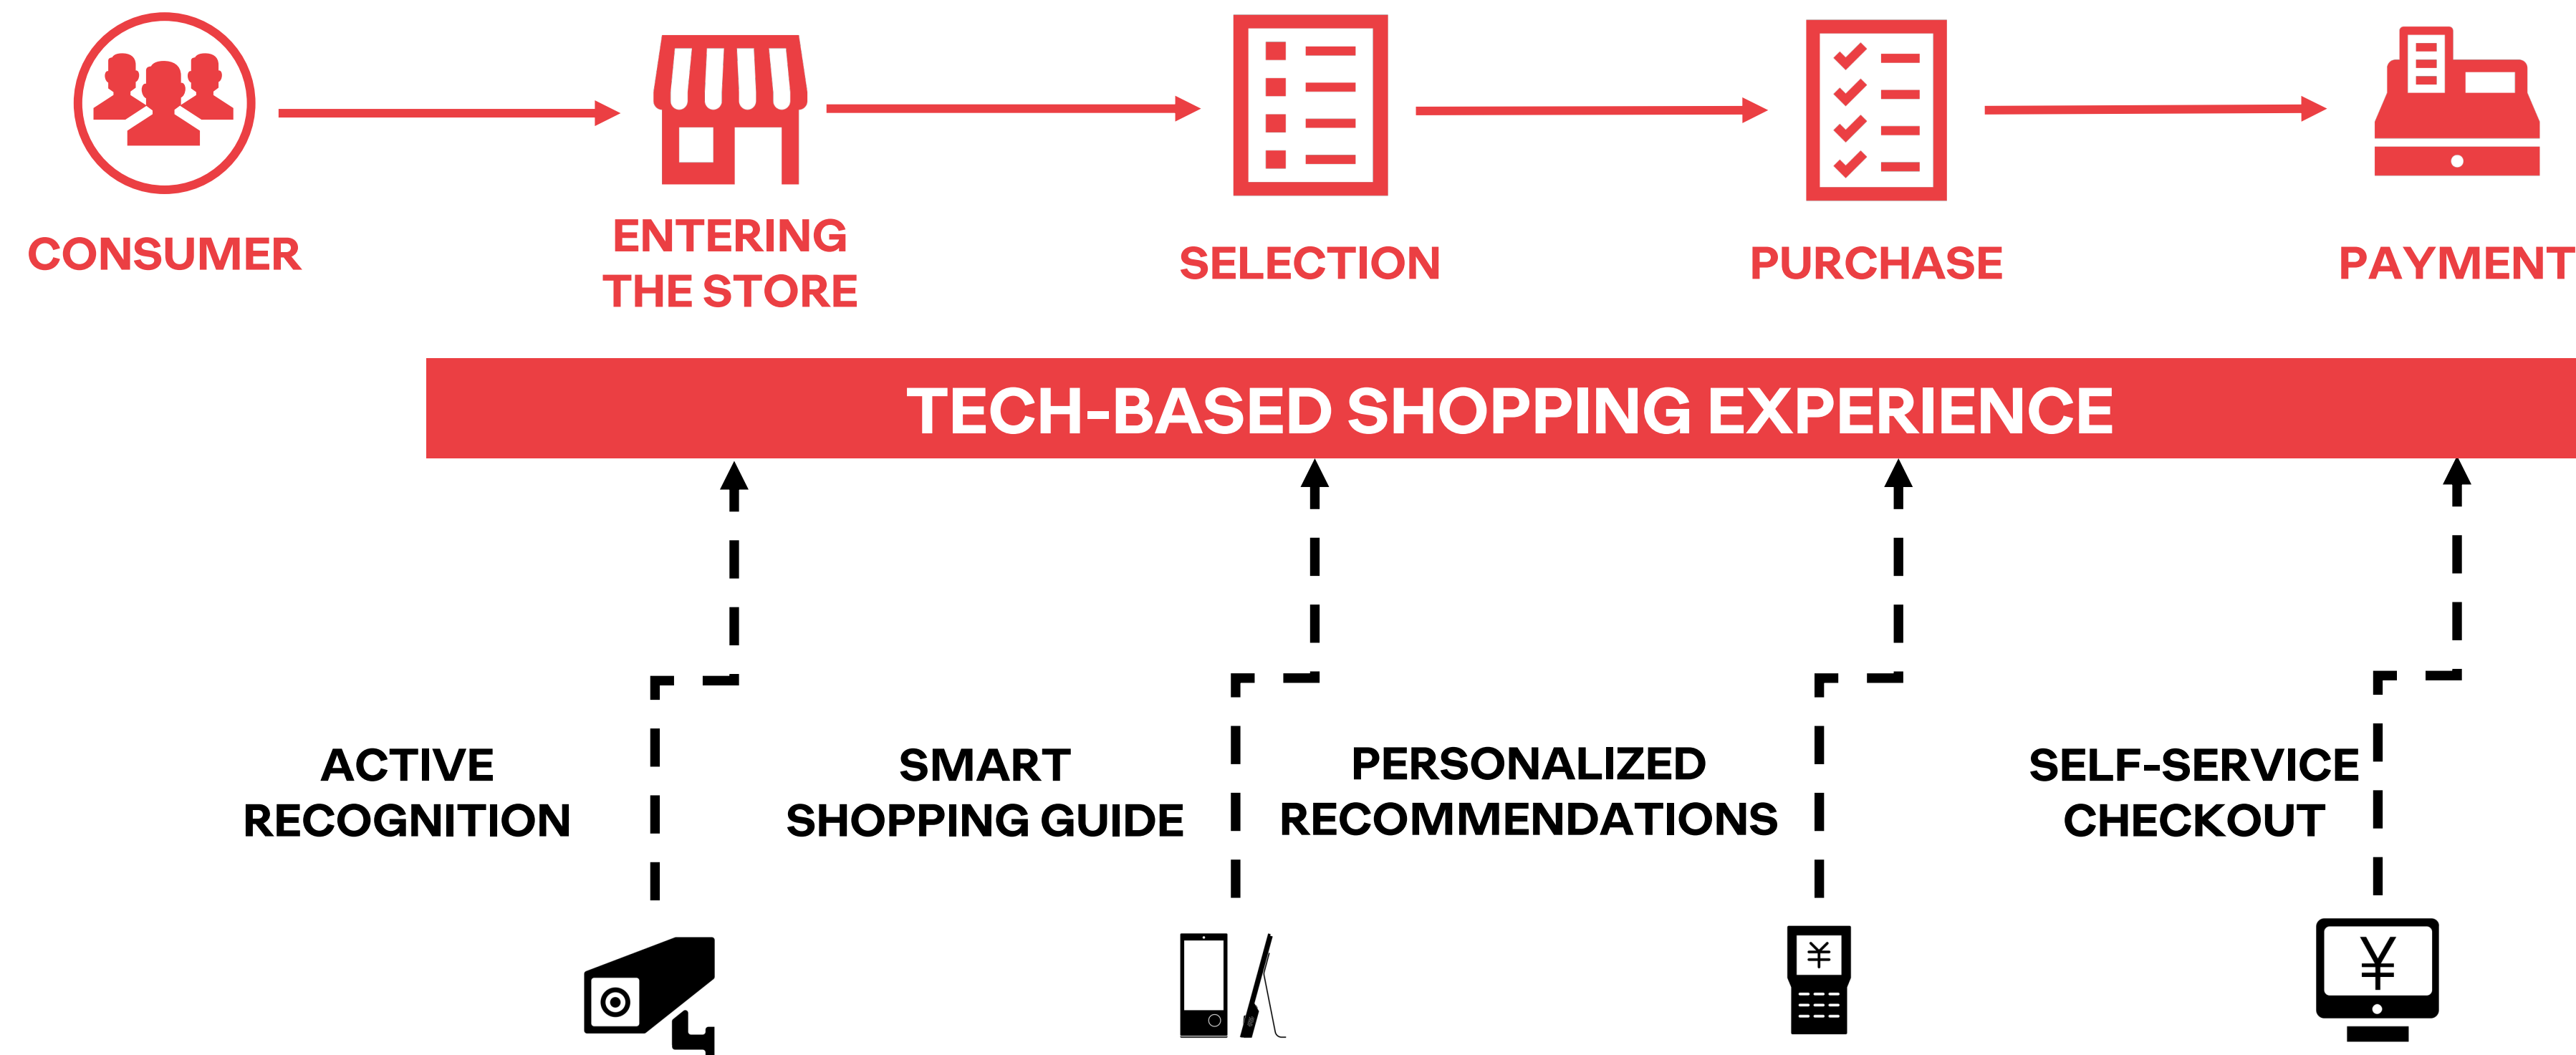 CONSUMER
ENTERING
THE STORE
SELECTION
PURCHASE
PAYMENT
TECH-BASED SHOPPING EXPERIENCE
ACTIVE
RECOGNITION
SMART
SHOPPING GUIDE
PERSONALIZED
RECOMMENDATIONS
SELF-SERVICE
CHECKOUT
¥
¥